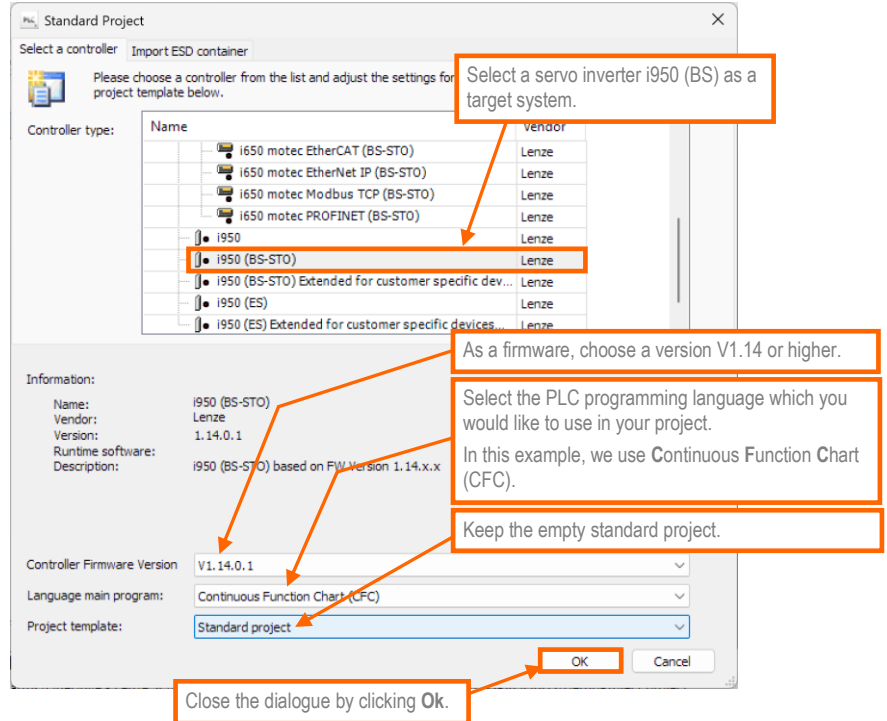 PLC Standard Project
Select a controller Import ESD container
Please choose a controller from the list and adjust the settings for
project template below.
Select a servo inverter i950 (BS) as a
target system.
Controller type:
Name Vendor
i650 motec EtherCAT (BS-STO) Lenze
i650 motec EtherNet IP (BS-STO) Lenze
i650 motec Modbus TCP (BS-STO) Lenze
i650 motec PROFINET (BS-STO) Lenze
i950 Lenze
i950 (BS-STO) Lenze
i950 (BS-STO) Extended for customer specific dev... Lenze
i950 (ES) Lenze
i950 (ES) Extended for customer specific devices... Lenze
As a firmware, choose a version V1.14 or higher.
Information:
Name: i950 (BS-STO)
Vendor: Lenze
Version: 1.14.0.1
Runtime software:
Description: i950 (BS-STO) based on FW Version 1.14.x.x
Select the PLC programming language which you
would like to use in your project.
In this example, we use Continuous Function Chart
(CFC).
Keep the empty standard project.
Controller Firmware Version V1.14.0.1
Language main program: Continuous Function Chart (CFC)
Project template: Standard project
OK Cancel
Close the dialogue by clicking Ok.